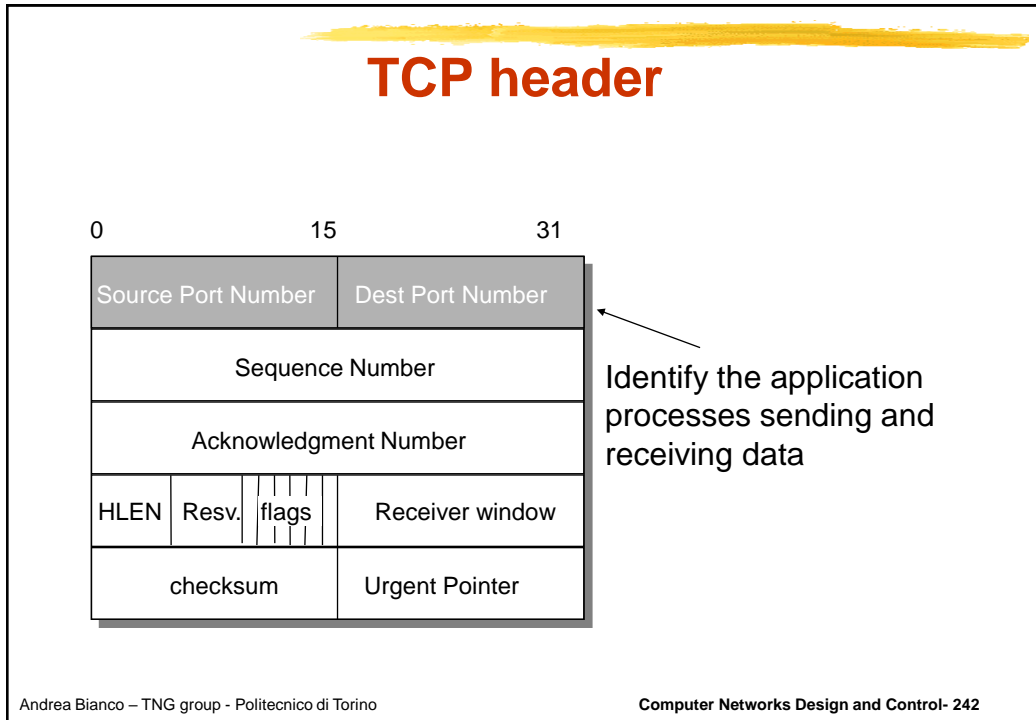 TCP header
0 15 31
Source Port Number Dest Port Number
Sequence Number
Identify the application
processes sending and
receiving data
Acknowledgment Number
HLEN Resv. flags Receiver window
checksum Urgent Pointer
Andrea Bianco – TNG group - Politecnico di Torino
Computer Networks Design and Control- 242